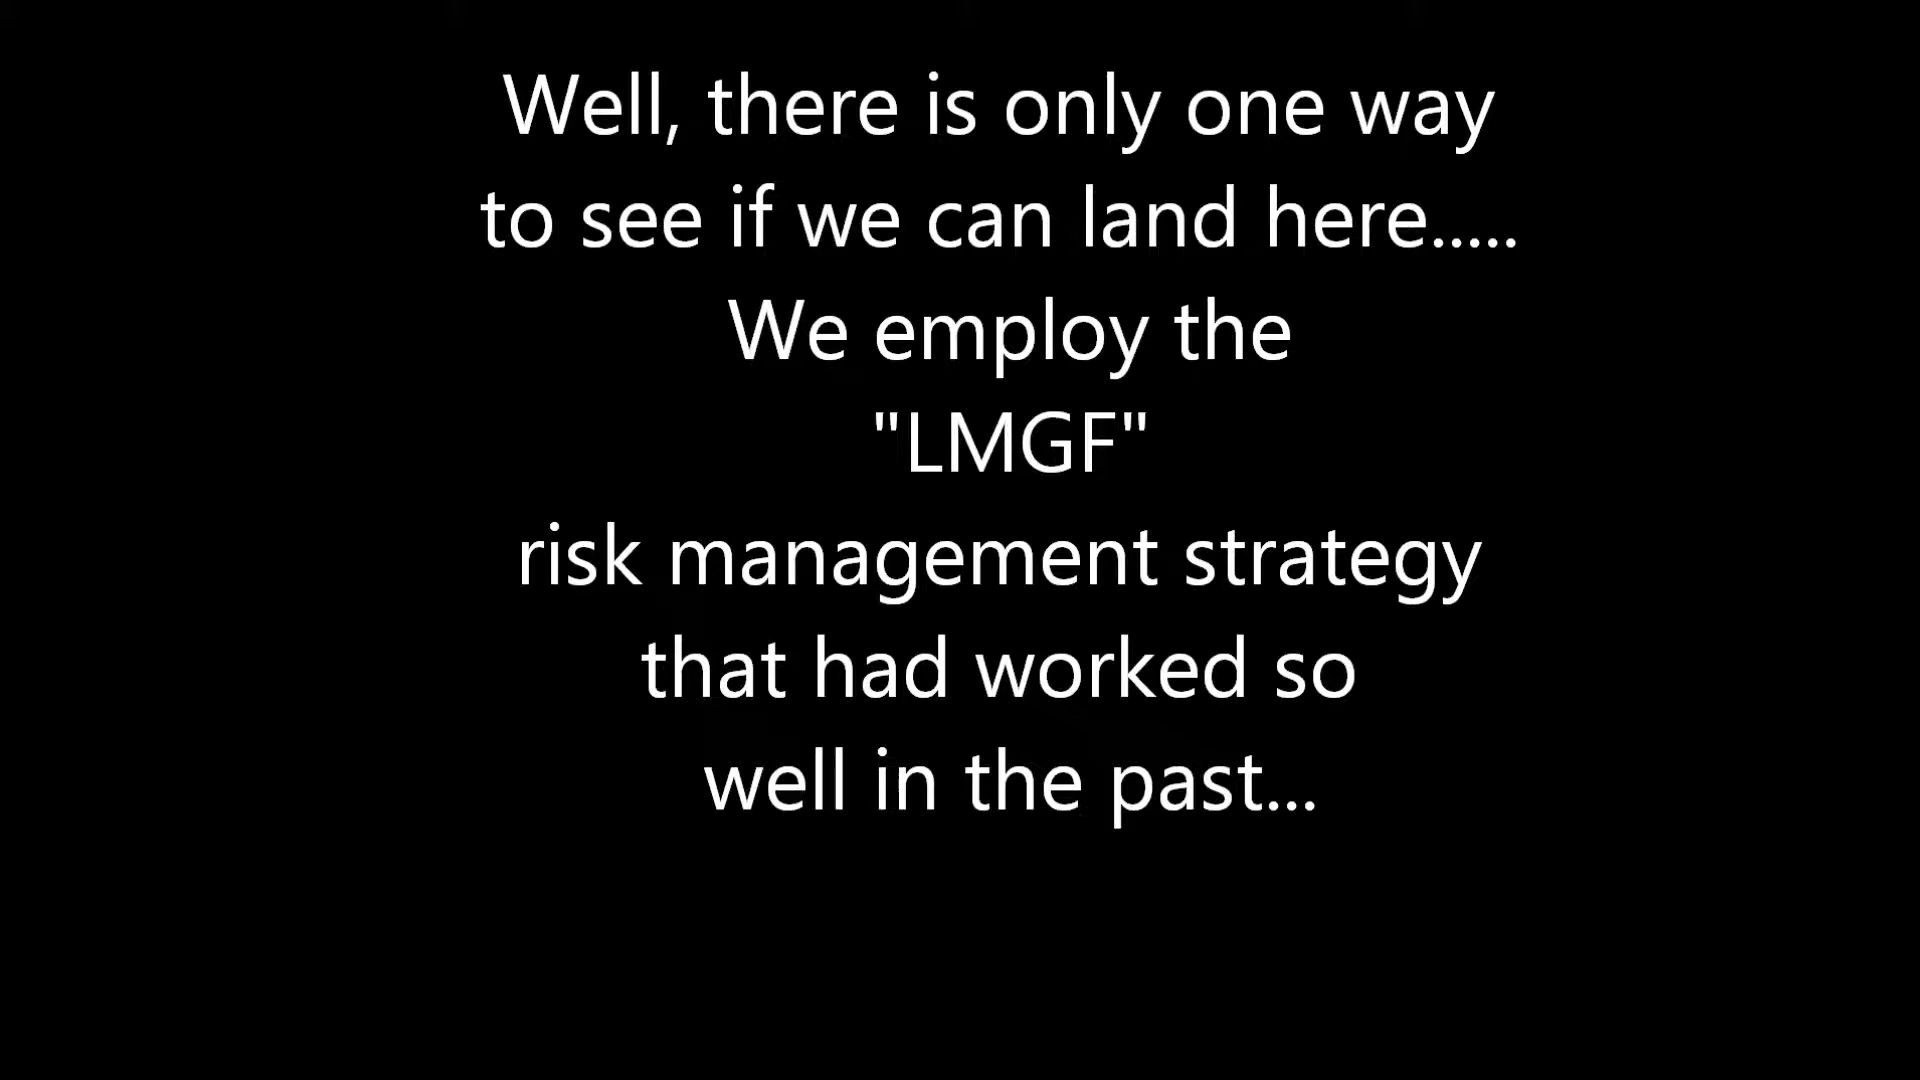 Well, there is only one way
to see if we can land here.....
We employ the
"LMGF"
risk management strategy
that had worked so
well in the past...